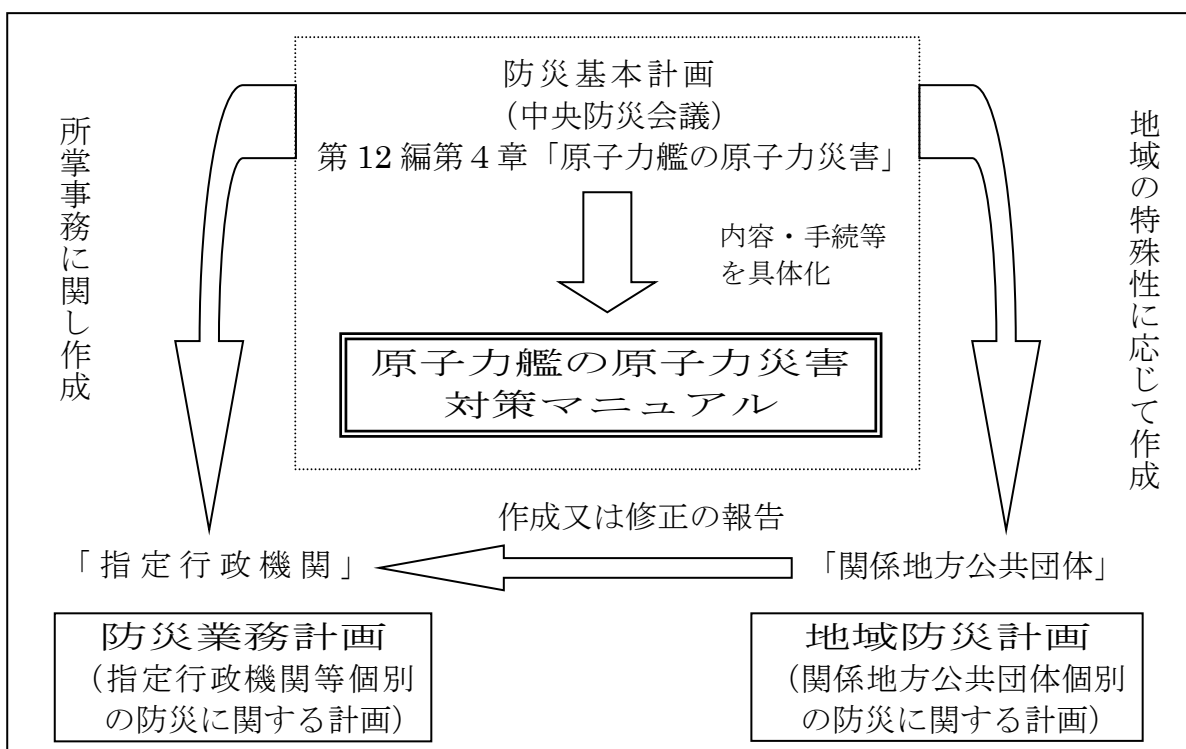 防災基本計画
（中央防災会議）
第12編第４章「原子力艦の原子力災害」
所掌事務に関し作成
内容・手続等
を具体化
地域の特殊性に応じて作成
原子力艦の原子力災害
対策マニュアル
作成又は修正の報告
「指定行政機関」
「関係地方公共団体」
防災業務計画
（指定行政機関等個別
の防災に関する計画）
地域防災計画
（関係地方公共団体個別
の防災に関する計画）